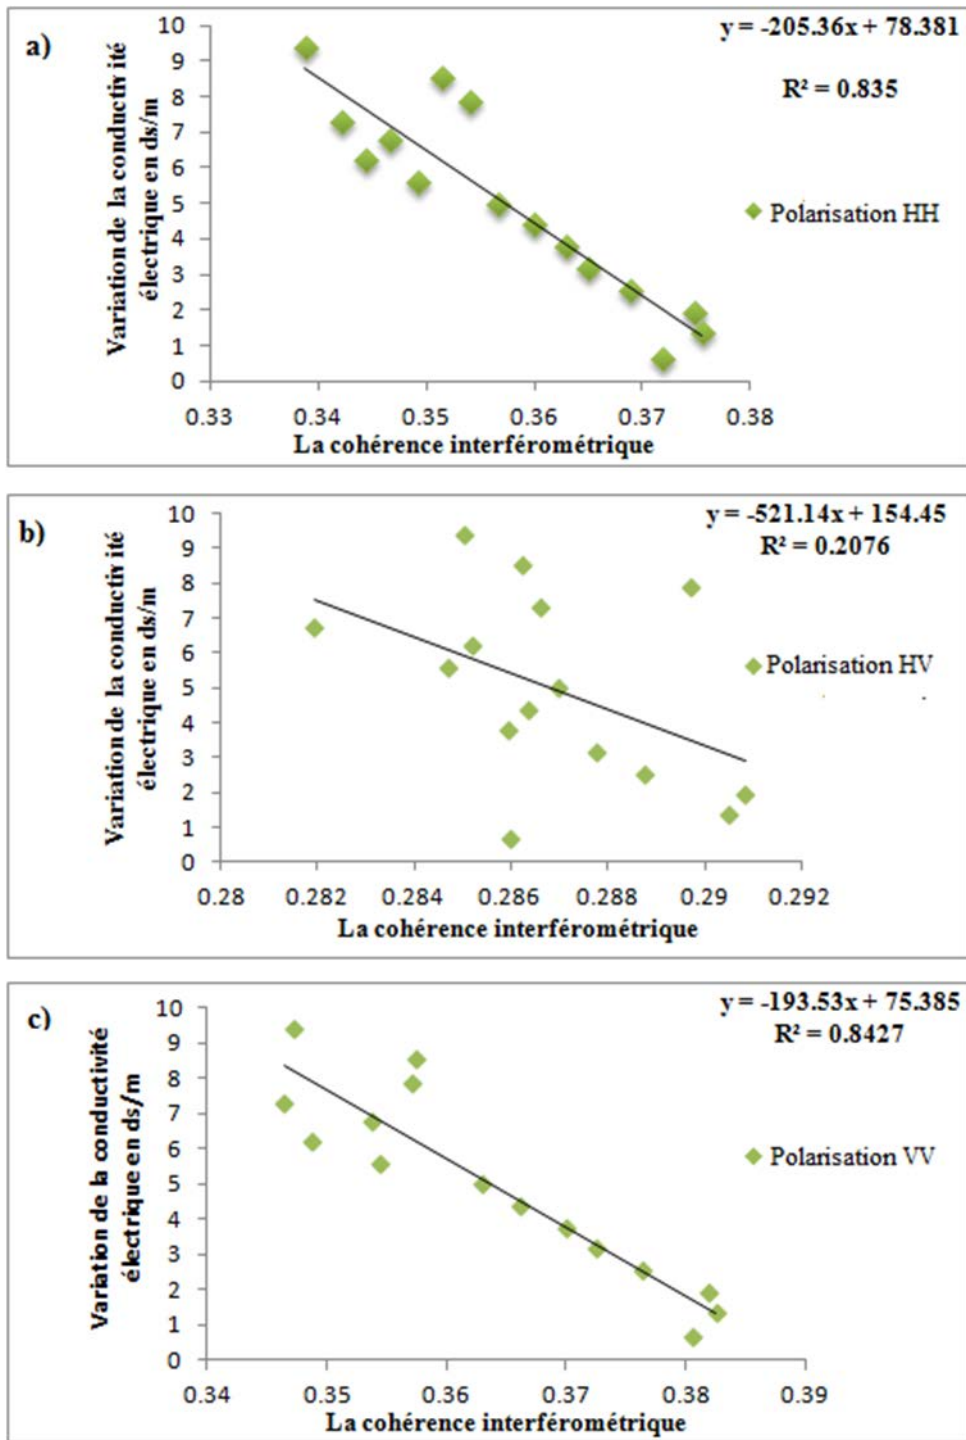 a)
Variation de la conductivité
électrique en ds/m
10
9
8
7
6
5
4
3
2
1
0
y = -205.36x + 78.381
R² = 0.835
Polarisation HH
0.33 0.34 0.35 0.36 0.37 0.38
La cohérence interférométrique
b)
Variation de la conductivité
électrique en ds/m
10
9
8
7
6
5
4
3
2
1
0
y = -521.14x + 154.45
R² = 0.2076
Polarisation HV
0.28 0.282 0.284 0.286 0.288 0.29 0.292
La cohérence interférométrique
c)
Variation de la conductivité
électrique en ds/m
10
9
8
7
6
5
4
3
2
1
0
y = -193.53x + 75.385
R² = 0.8427
Polarisation VV
0.34 0.35 0.36 0.37 0.38 0.39
La cohérence interférométrique